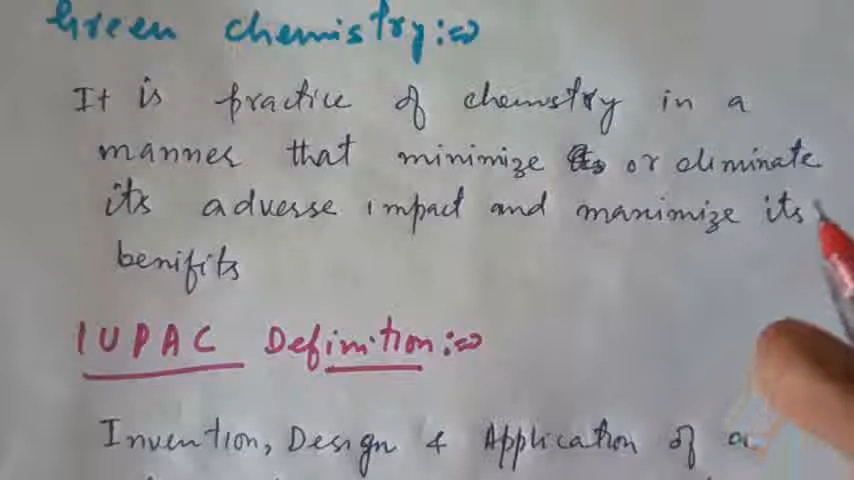 Green chemistry:⇒
It is practice of chemstry in a
manner that minimize or eliminate
its adverse impact and maximize its
benifits
IUPAC Definition:⇒
Invention, Design & Application of a